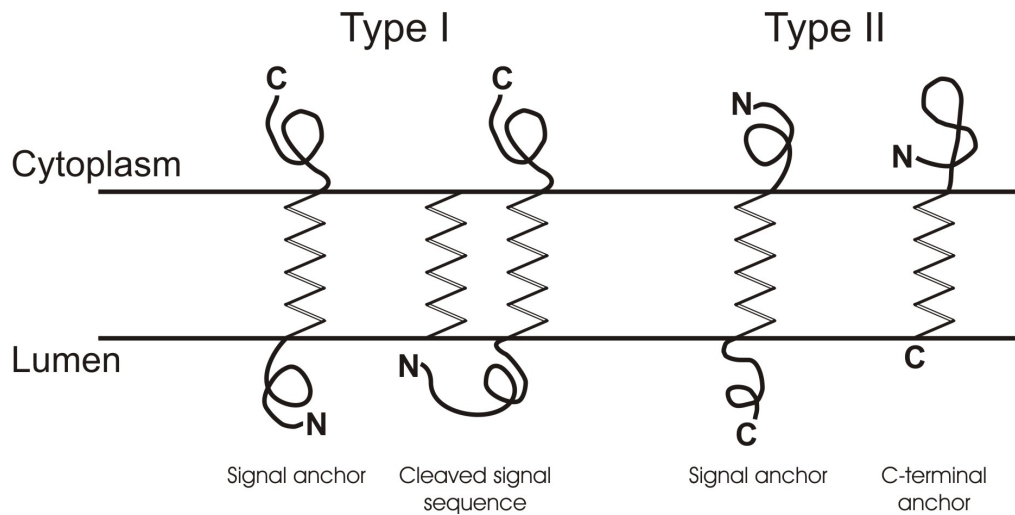 Type I
Type II
C
C
N
N
Cytoplasm
Lumen
N
N
C
C
Signal anchor
Cleaved signal
sequence
Signal anchor
C-terminal
anchor